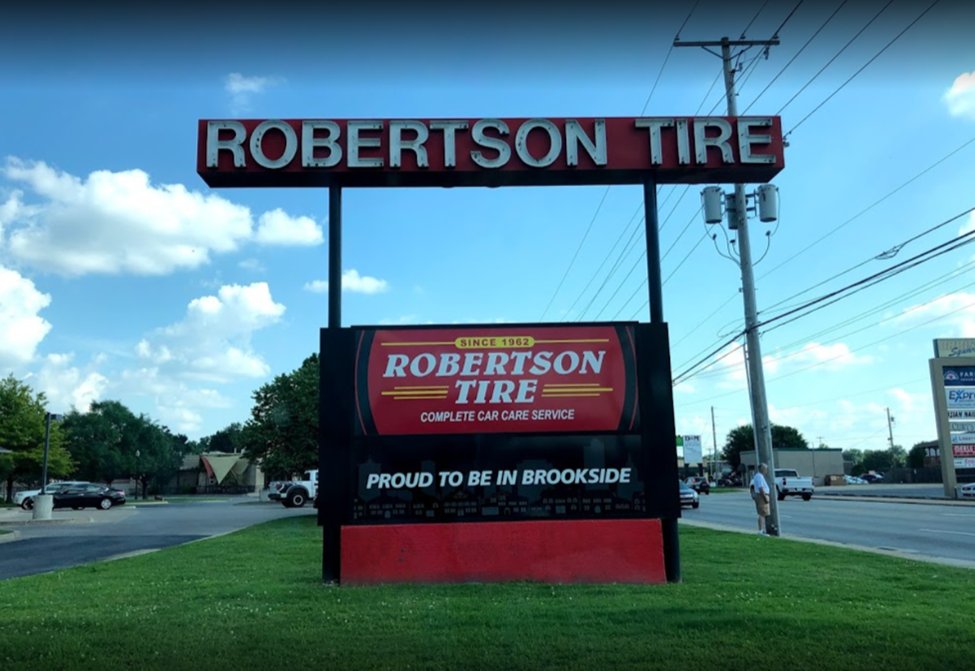 ROBERTSON TIRE
SINCE 1962
ROBERTSON
TIRE
COMPLETE CAR CARE SERVICE
PROUD TO BE IN BROOKSIDE